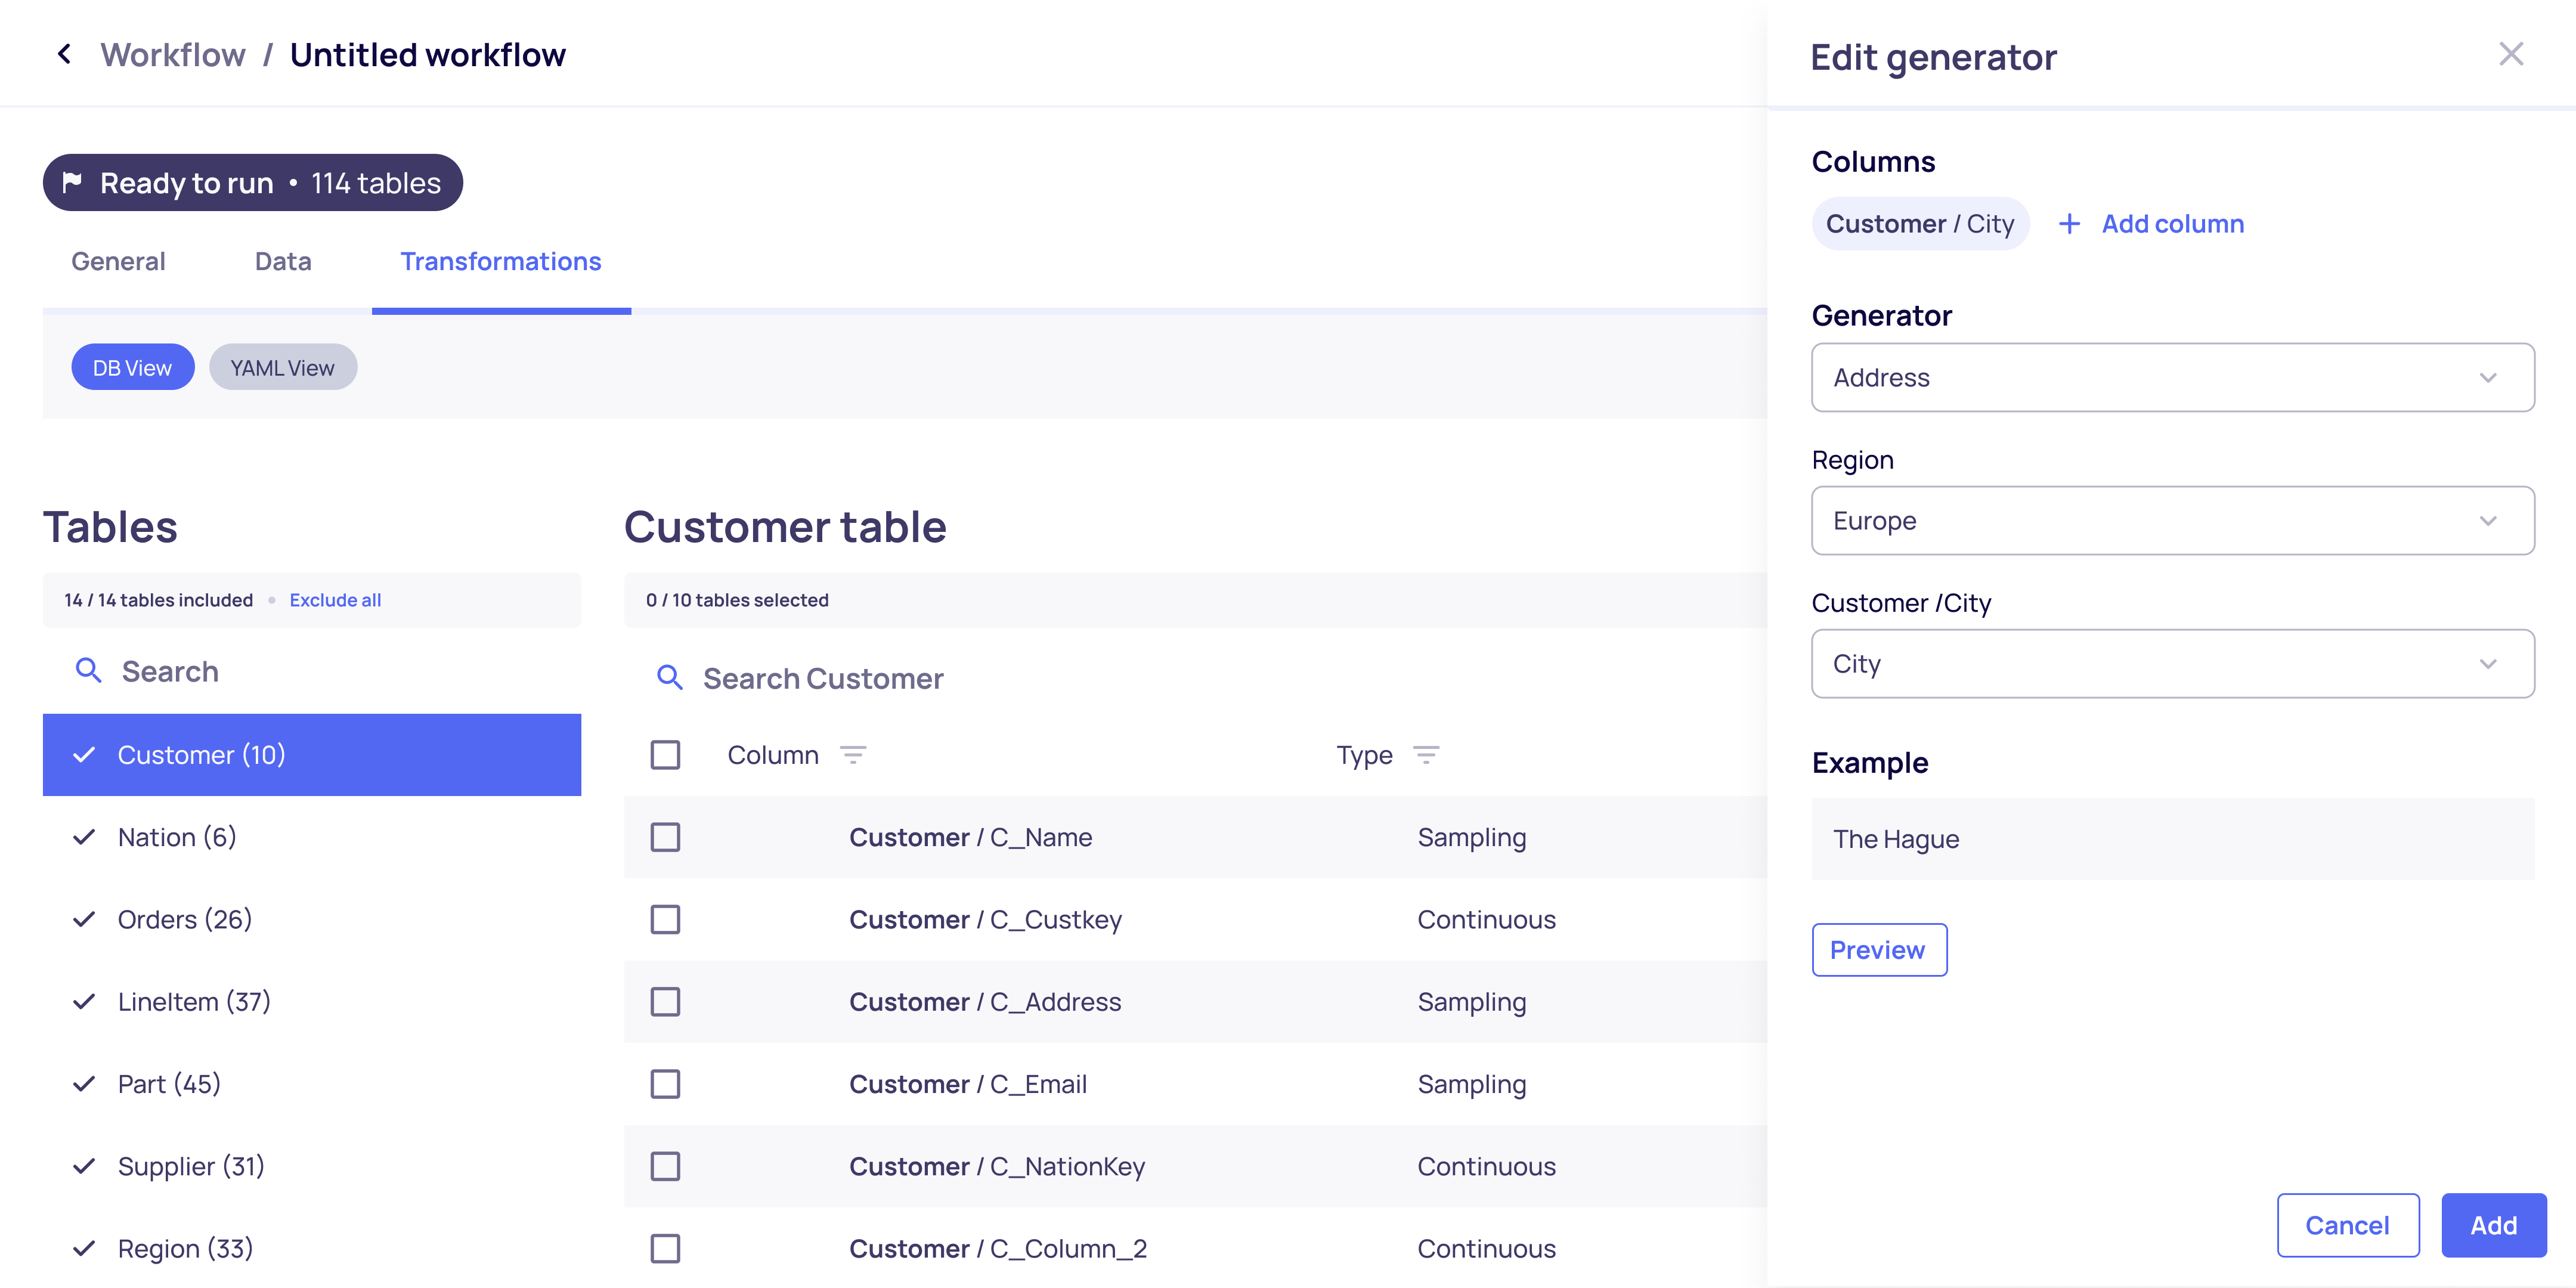 Workflow / Untitled workflow
Ready to run • 114 tables
General Data Transformations
DB View YAML View
Tables
14 / 14 tables included • Exclude all
Search
Customer (10)
Nation (6)
Orders (26)
LineItem (37)
Part (45)
Supplier (31)
Region (33)
Customer table
0 / 10 tables selected
Search Customer
Column Type
Customer / C_Name Sampling
Customer / C_Custkey Continuous
Customer / C_Address Sampling
Customer / C_Email Sampling
Customer / C_NationKey Continuous
Customer / C_Column_2 Continuous
Edit generator
Columns
Customer / City + Add column
Generator
Address
Region
Europe
Customer /City
City
Example
The Hague
Preview
Cancel Add